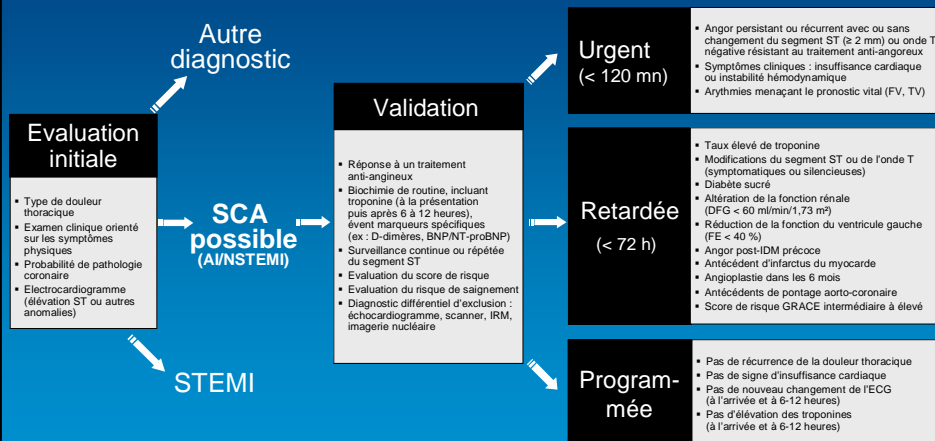 Autre
diagnostic
Evaluation
initiale
▪ Type de douleur
thoracique
▪ Examen clinique orienté
sur les symptômes
physiques
▪ Probabilité de pathologie
coronaire
▪ Electrocardiogramme
(élévation ST ou autres
anomalies)
SCA
possible
(AI/NSTEMI)
STEMI
Validation
▪ Réponse à un traitement
anti-angineux
▪ Biochimie de routine, incluant
troponine (à la présentation
puis après 6 à 12 heures),
évent marqueurs spécifiques
(ex : D-dimères, BNP/NT-proBNP)
▪ Surveillance continue ou répétée
du segment ST
▪ Evaluation du score de risque
▪ Evaluation du risque de saignement
▪ Diagnostic différentiel d'exclusion :
échocardiogramme, scanner, IRM,
imagerie nucléaire
Urgent
(< 120 mn)
▪ Angor persistant ou récurrent avec ou sans
changement du segment ST (≥ 2 mm) ou onde T
négative résistant au traitement anti-angoreux
▪ Symptômes cliniques : insuffisance cardiaque
ou instabilité hémodynamique
▪ Arythmies menaçant le pronostic vital (FV, TV)
Retardée
(< 72 h)
▪ Taux élevé de troponine
▪ Modifications du segment ST ou de l'onde T
(symptomatiques ou silencieuses)
▪ Diabète sucré
▪ Altération de la fonction rénale
(DFG < 60 ml/min/1,73 m²)
▪ Réduction de la fonction du ventricule gauche
(FE < 40 %)
▪ Angor post-IDM précoce
▪ Antécédent d'infarctus du myocarde
▪ Angioplastie dans les 6 mois
▪ Antécédents de pontage aorto-coronaire
▪ Score de risque GRACE intermédiaire à élevé
Program-
mée
▪ Pas de récurrence de la douleur thoracique
▪ Pas de signe d'insuffisance cardiaque
▪ Pas de nouveau changement de l'ECG
(à l'arrivée et à 6-12 heures)
▪ Pas d'élévation des troponines
(à l'arrivée et à 6-12 heures)